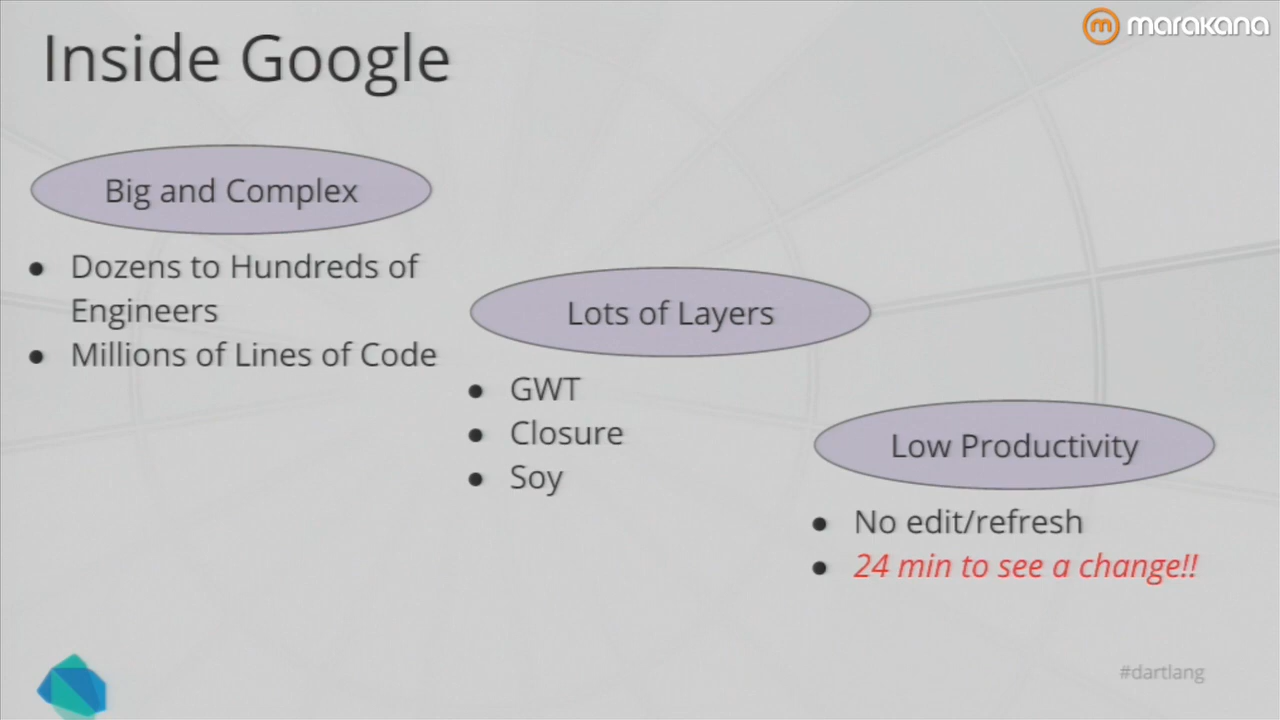 marakana
Inside Google
Big and Complex
● Dozens to Hundreds of
Engineers
● Millions of Lines of Code
Lots of Layers
● GWT
● Closure
● Soy
Low Productivity
● No edit/refresh
● 24 min to see a change!!
#dartlang